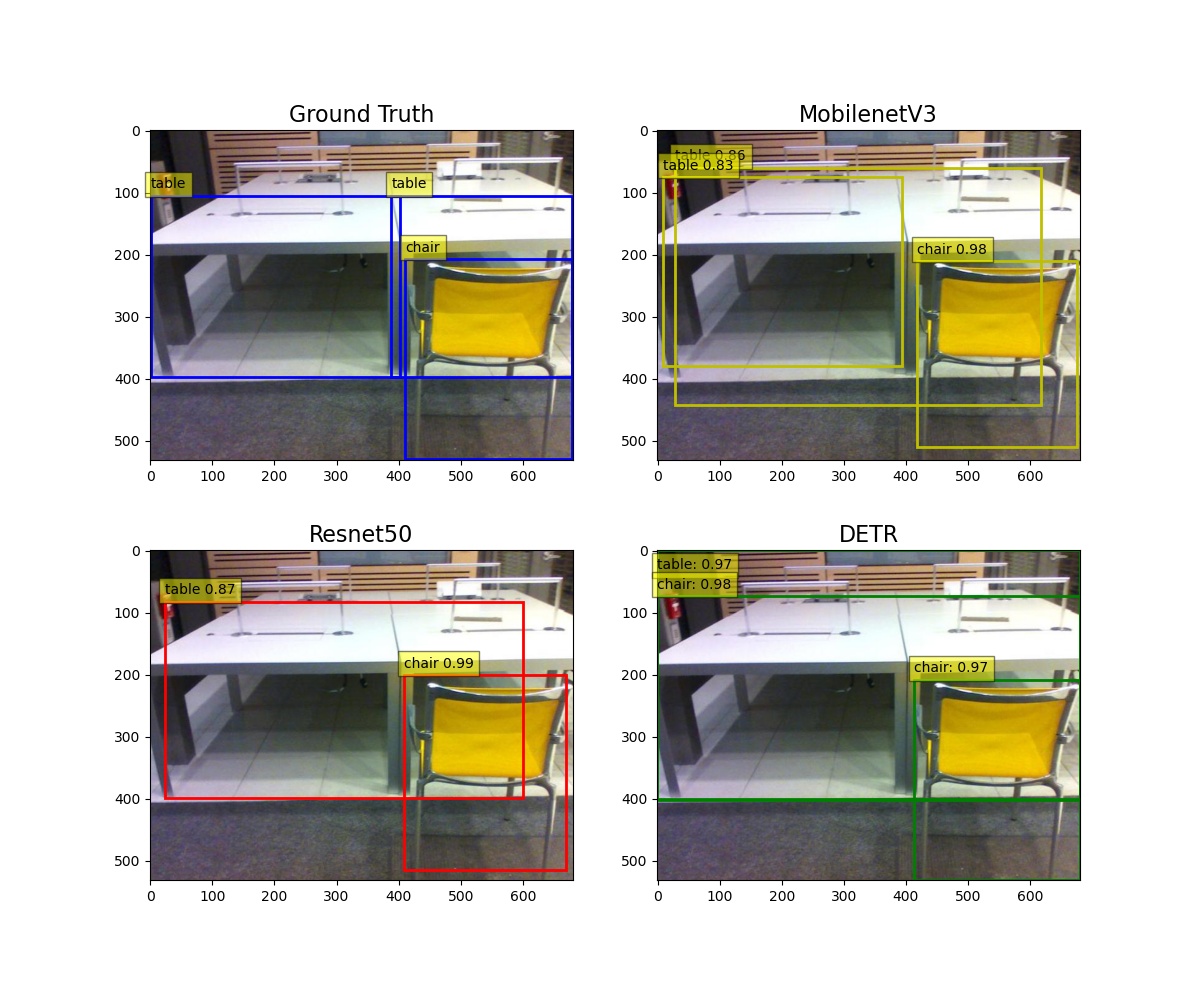 Ground Truth
0
100
200
300
400
500
0 100 200 300 400 500 600
table
table
chair
MobilenetV3
0
100
200
300
400
500
0 100 200 300 400 500 600
table 0.86
table 0.83
chair 0.98
Resnet50
0
100
200
300
400
500
0 100 200 300 400 500 600
table 0.87
chair 0.99
DETR
0
100
200
300
400
500
0 100 200 300 400 500 600
table: 0.97
chair: 0.98
chair: 0.97